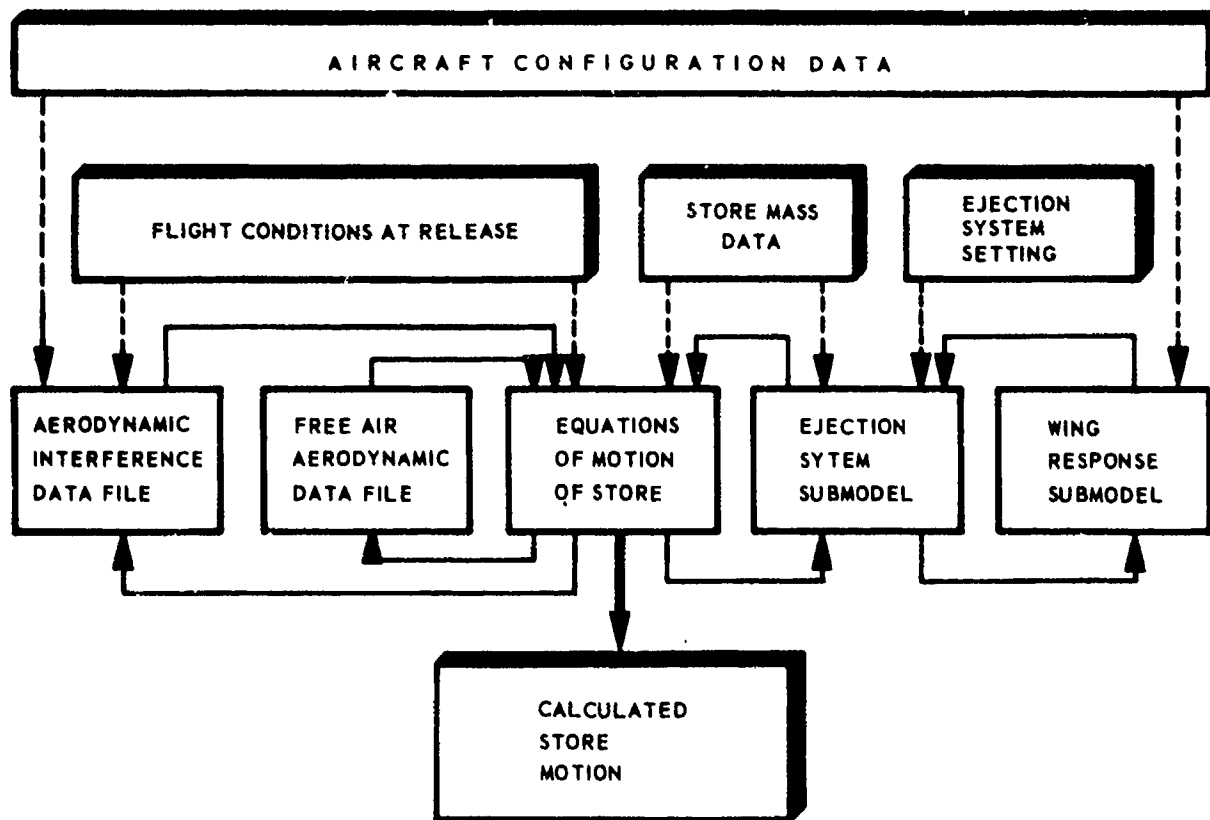 AIRCRAFT CONFIGURATION DATA
FLIGHT CONDITIONS AT RELEASE
STORE MASS
DATA
EJECTION
SYSTEM
SETTING
AERODYNAMIC
INTERFERENCE
DATA FILE
FREE AIR
AERODYNAMIC
DATA FILE
EQUATIONS
OF MOTION
OF STORE
EJECTION
SYTEM
SUBMODEL
WING
RESPONSE
SUBMODEL
CALCULATED
STORE
MOTION